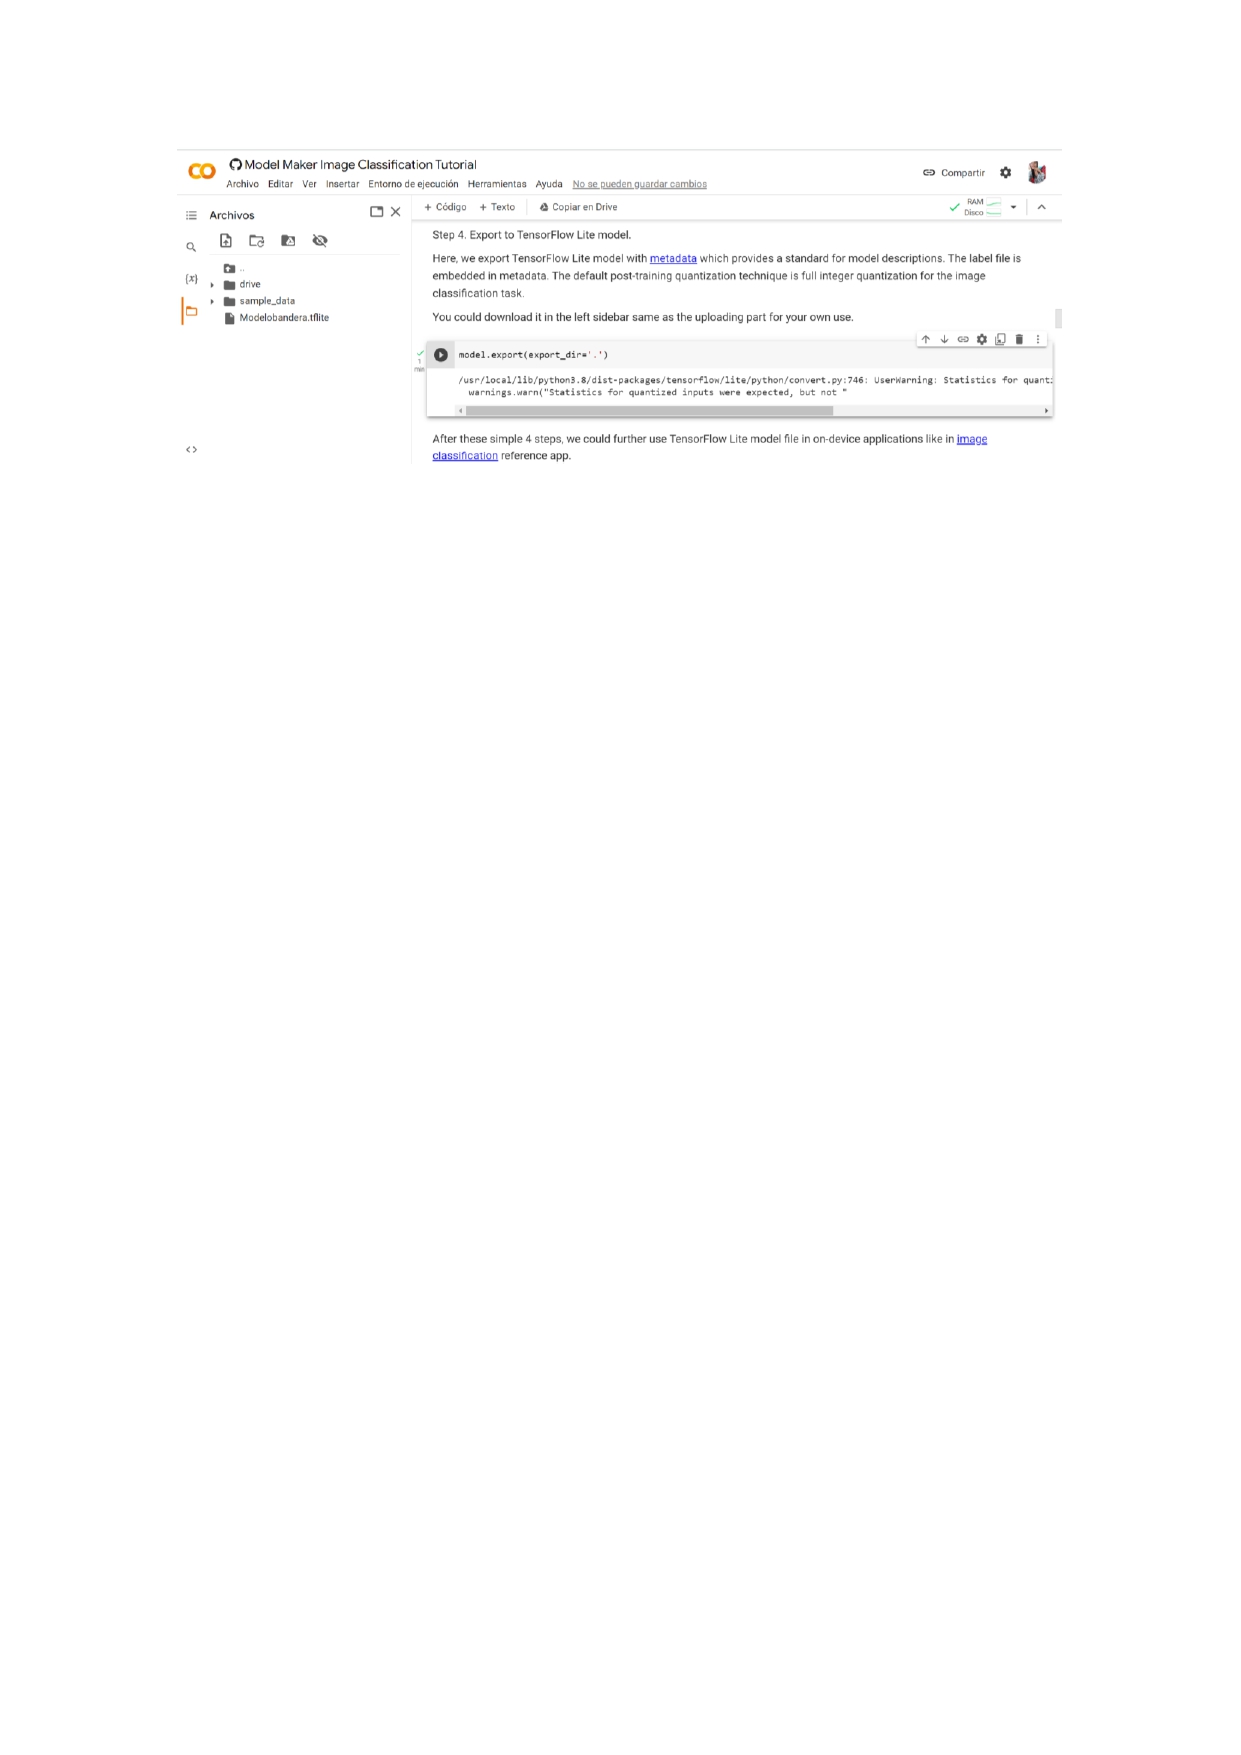 Model Maker Image Classification Tutorial
Archivo Editar Ver Insertar Entorno de ejecución Herramientas Ayuda No se pueden guardar cambios
Compartir
Archivos
..
drive
sample_data
Modelobandera.tflite
{x}
<>
+ Código + Texto Copiar en Drive
RAM
Disco
Step 4. Export to TensorFlow Lite model.
Here, we export TensorFlow Lite model with metadata which provides a standard for model descriptions. The label file is
embedded in metadata. The default post-training quantization technique is full integer quantization for the image
classification task.
You could download it in the left sidebar same as the uploading part for your own use.
1
min
model.export(export_dir='.')
/usr/local/lib/python3.8/dist-packages/tensorflow/lite/python/convert.py:746: UserWarning: Statistics for quanti
warnings.warn("Statistics for quantized inputs were expected, but not "
After these simple 4 steps, we could further use TensorFlow Lite model file in on-device applications like in image
classification reference app.